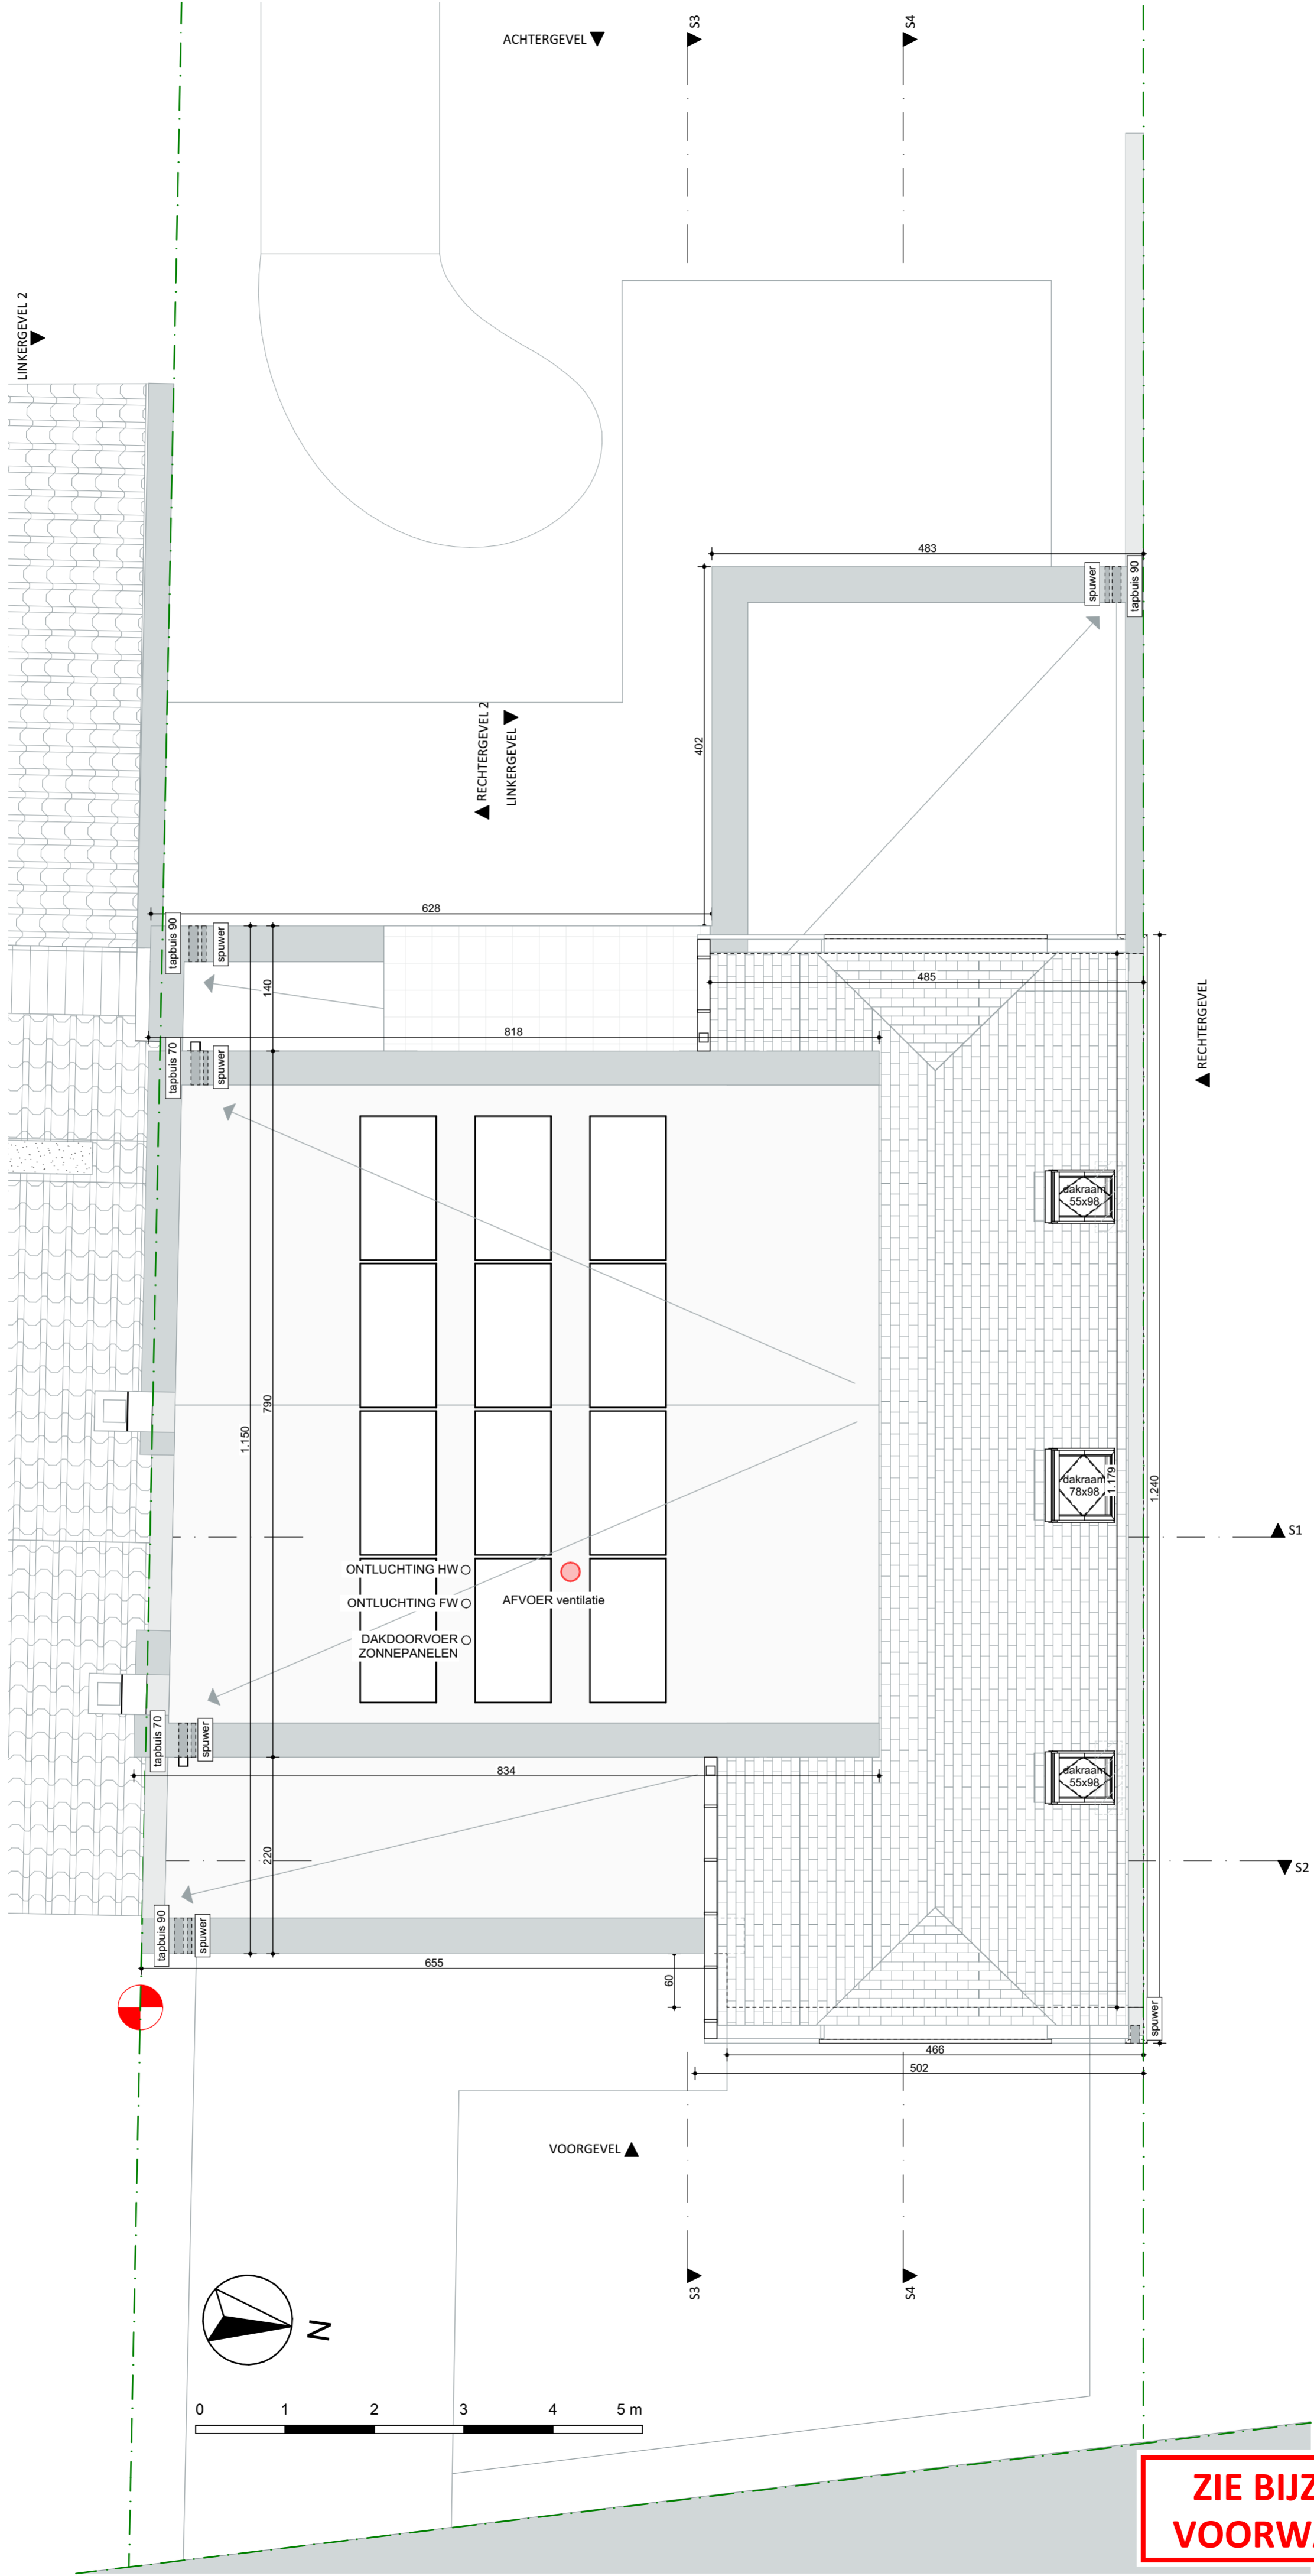 S3
S4
ACHTERGEVEL
LINKERGEVEL 2
483
spuwer
tapbuis 90
402
RECHTERGEVEL 2
LINKERGEVEL
628
tapbuis 90
spuwer
140
485
818
tapbuis 70
spuwer
RECHTERGEVEL
dakraam
55x98
790
1.150
dakraam
78x98
1.179
1.240
S1
ONTLUCHTING HW
ONTLUCHTING FW
AFVOER ventilatie
DAKDOORVOER
ZONNEPANELEN
tapbuis 70
spuwer
834
dakraam
55x98
220
S2
tapbuis 90
spuwer
655
60
spuwer
466
502
VOORGEVEL
S3
S4
N
0 1 2 3 4 5 m
ZIE BIJZ
VOORW